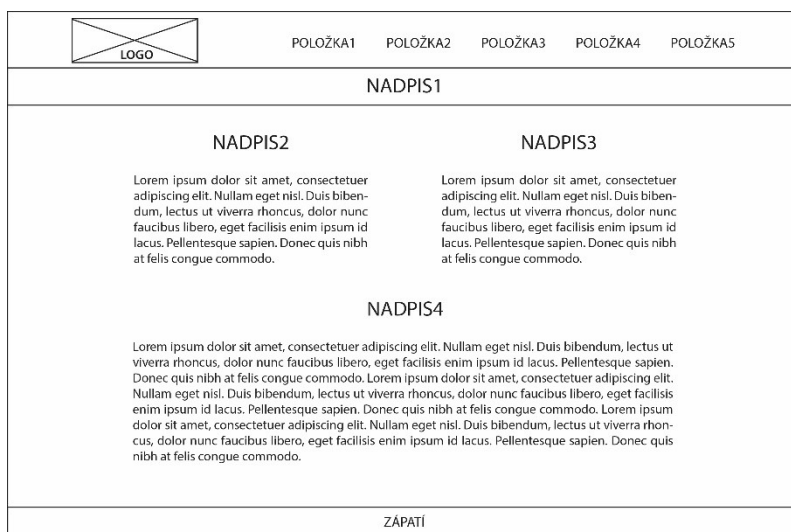 LOGO
POLOŽKA1 POLOŽKA2 POLOŽKA3 POLOŽKA4 POLOŽKA5
NADPIS1
NADPIS2
Lorem ipsum dolor sit amet, consectetuer
adipiscing elit. Nullam eget nisl. Duis biben-
dum, lectus ut viverra rhoncus, dolor nunc
faucibus libero, eget facilisis enim ipsum id
lacus. Pellentesque sapien. Donec quis nibh
at felis congue commodo.
NADPIS3
Lorem ipsum dolor sit amet, consectetuer
adipiscing elit. Nullam eget nisl. Duis biben-
dum, lectus ut viverra rhoncus, dolor nunc
faucibus libero, eget facilisis enim ipsum id
lacus. Pellentesque sapien. Donec quis nibh
at felis congue commodo.
NADPIS4
Lorem ipsum dolor sit amet, consectetuer adipiscing elit. Nullam eget nisl. Duis bibendum, lectus ut
viverra rhoncus, dolor nunc faucibus libero, eget facilisis enim ipsum id lacus. Pellentesque sapien.
Donec quis nibh at felis congue commodo. Lorem ipsum dolor sit amet, consectetuer adipiscing elit.
Nullam eget nisl. Duis bibendum, lectus ut viverra rhoncus, dolor nunc faucibus libero, eget facilisis
enim ipsum id lacus. Pellentesque sapien. Donec quis nibh at felis congue commodo. Lorem ipsum
dolor sit amet, consectetuer adipiscing elit. Nullam eget nisl. Duis bibendum, lectus ut viverra rhon-
cus, dolor nunc faucibus libero, eget facilisis enim ipsum id lacus. Pellentesque sapien. Donec quis
nibh at felis congue commodo.
ZÁPATÍ